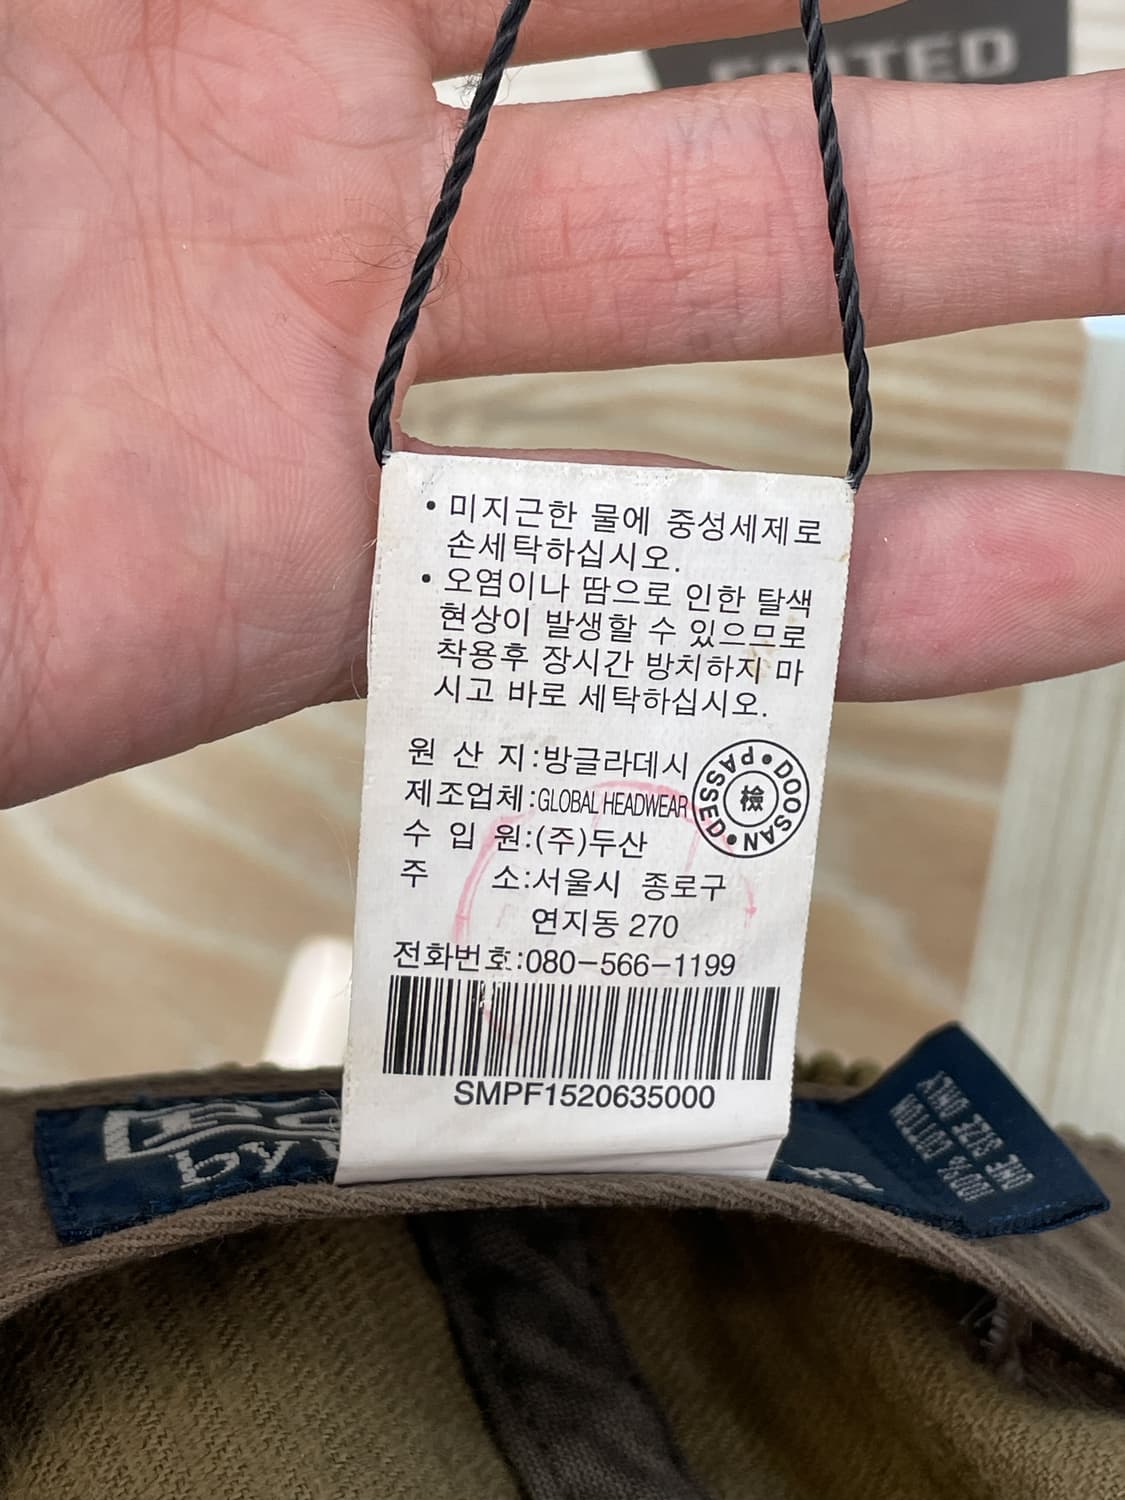 • 미지근한 물에 중성세제로
손세탁하십시오.
• 오염이나 땀으로 인한 탈색
현상이 발생할 수 있으므로
착용후 장시간 방치하지 마
시고 바로 세탁하십시오.
원 산 지:방글라데시
제조업체:GLOBAL HEADWEAR
수 입 원:(주)두산
주 소:서울시 종로구
연지동 270
전화번호:080-566-1199
PASSED • DOOSAN •
檢
SMPF1520635000
by
ONE SIZE ONLY
COTTON